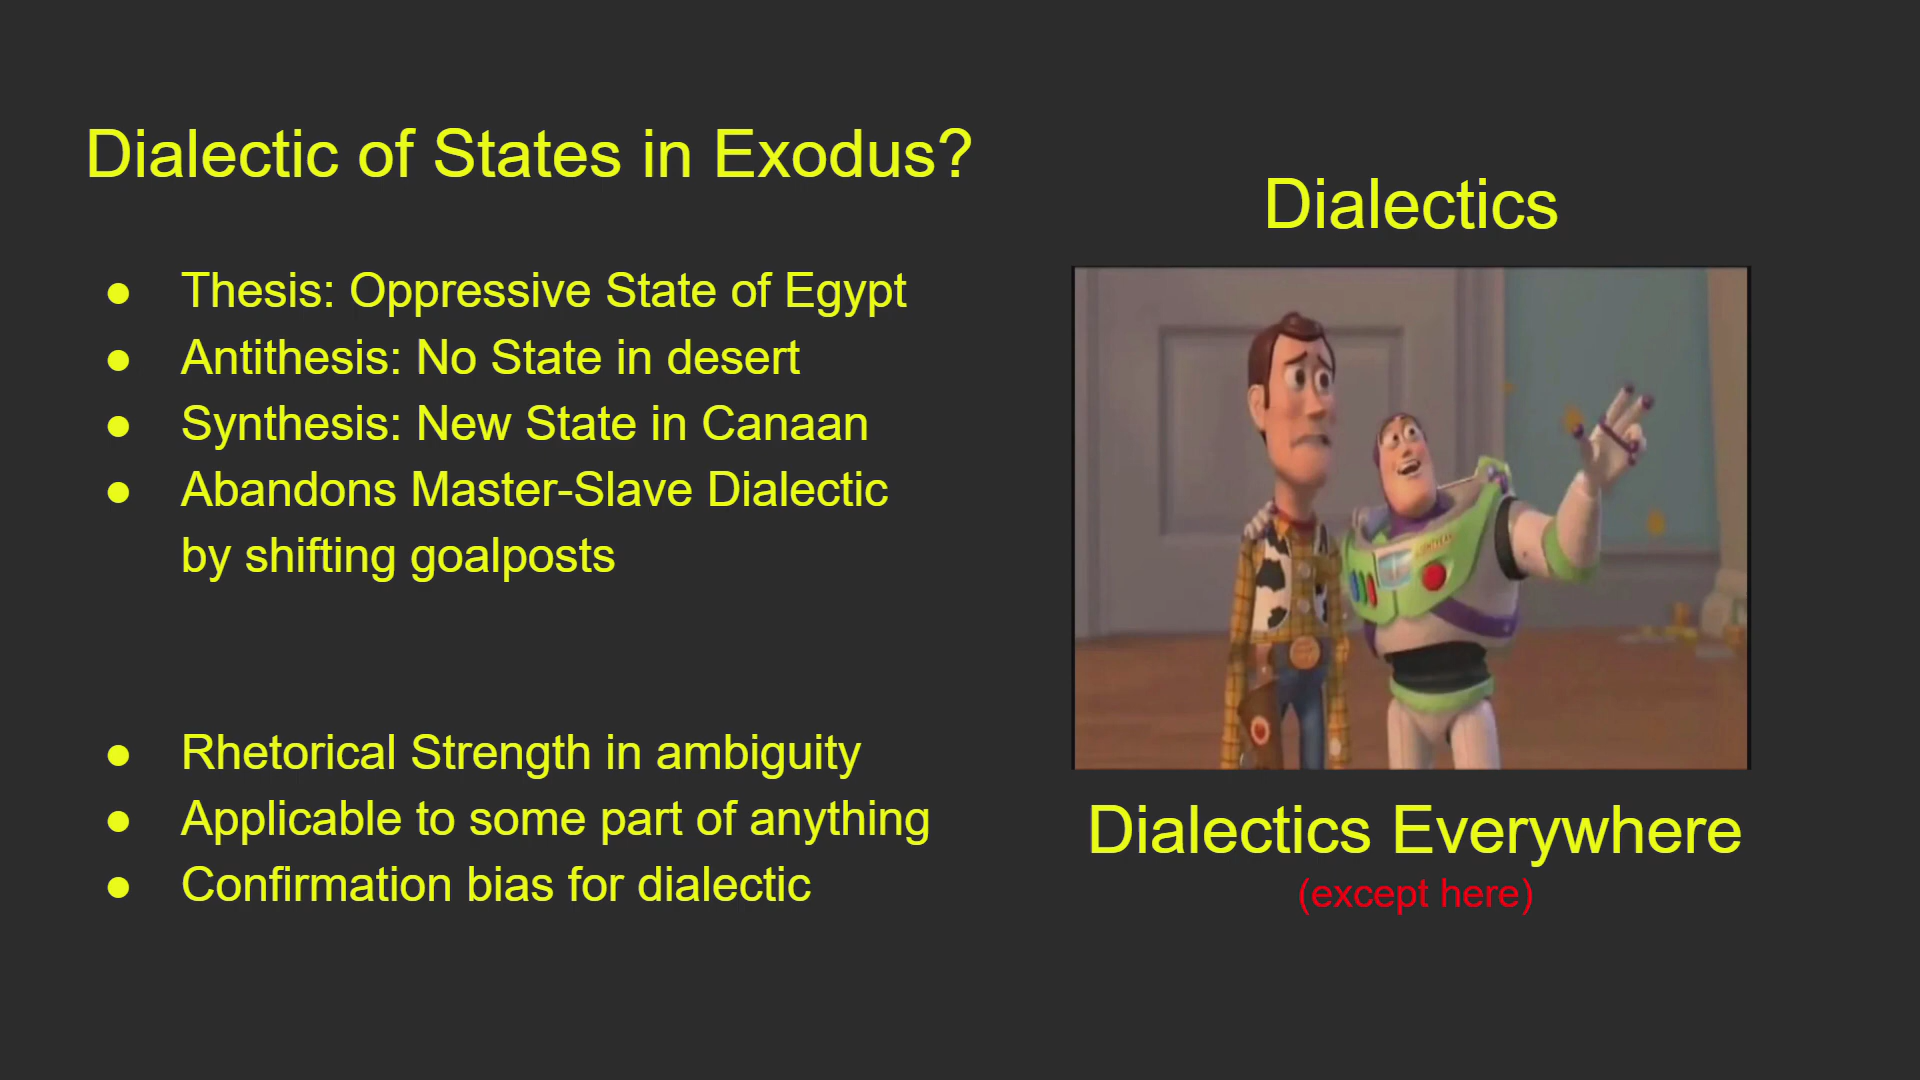 Dialectic of States in Exodus?
● Thesis: Oppressive State of Egypt
● Antithesis: No State in desert
● Synthesis: New State in Canaan
● Abandons Master-Slave Dialectic
by shifting goalposts
● Rhetorical Strength in ambiguity
● Applicable to some part of anything
● Confirmation bias for dialectic
Dialectics
LIGHTYEAR
Dialectics Everywhere
(except here)